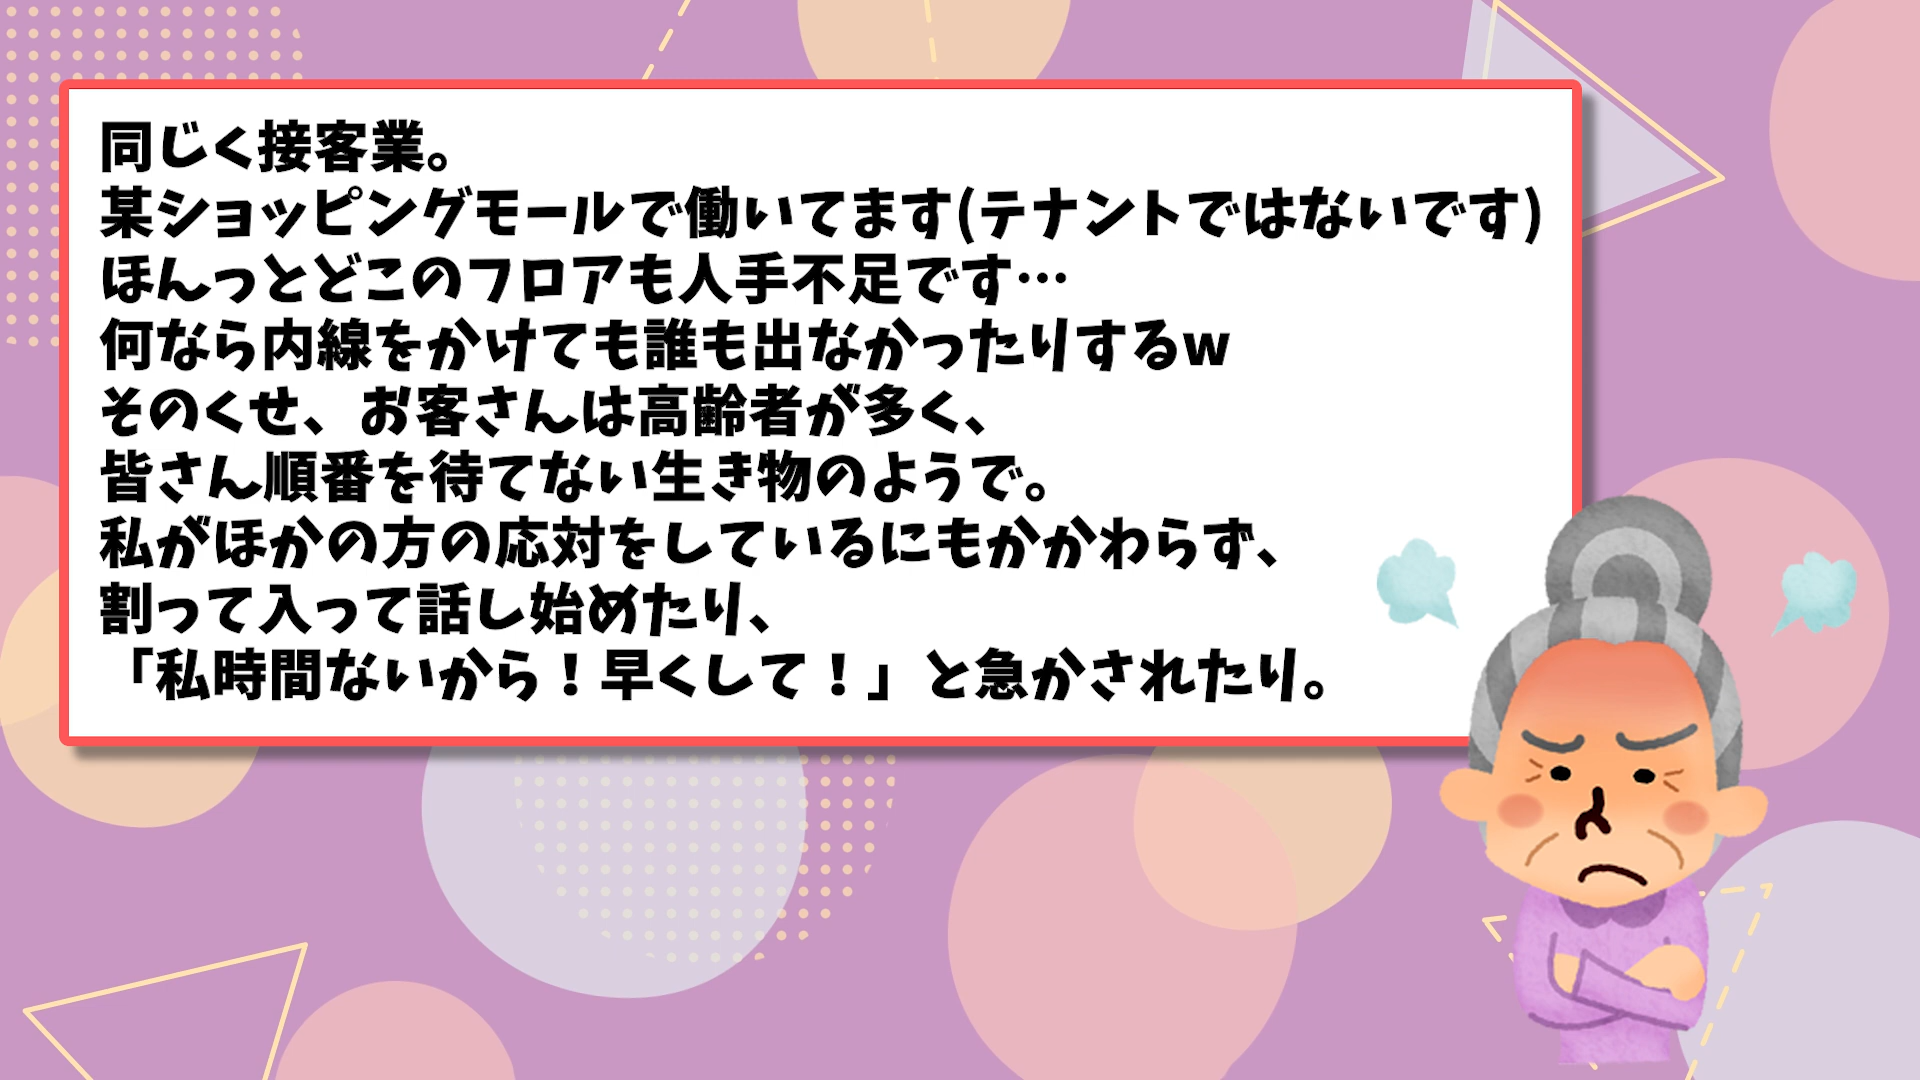 同じく接客業。
某ショッピングモールで働いてます(テナントではないです)
ほんっとどこのフロアも人手不足です…
何なら内線をかけても誰も出なかったりするw
そのくせ、お客さんは高齢者が多く、
皆さん順番を待てない生き物のようで。
私がほかの方の応対をしているにもかかわらず、
割って入って話し始めたり、
「私時間ないから！早くして！」と急かされたり。